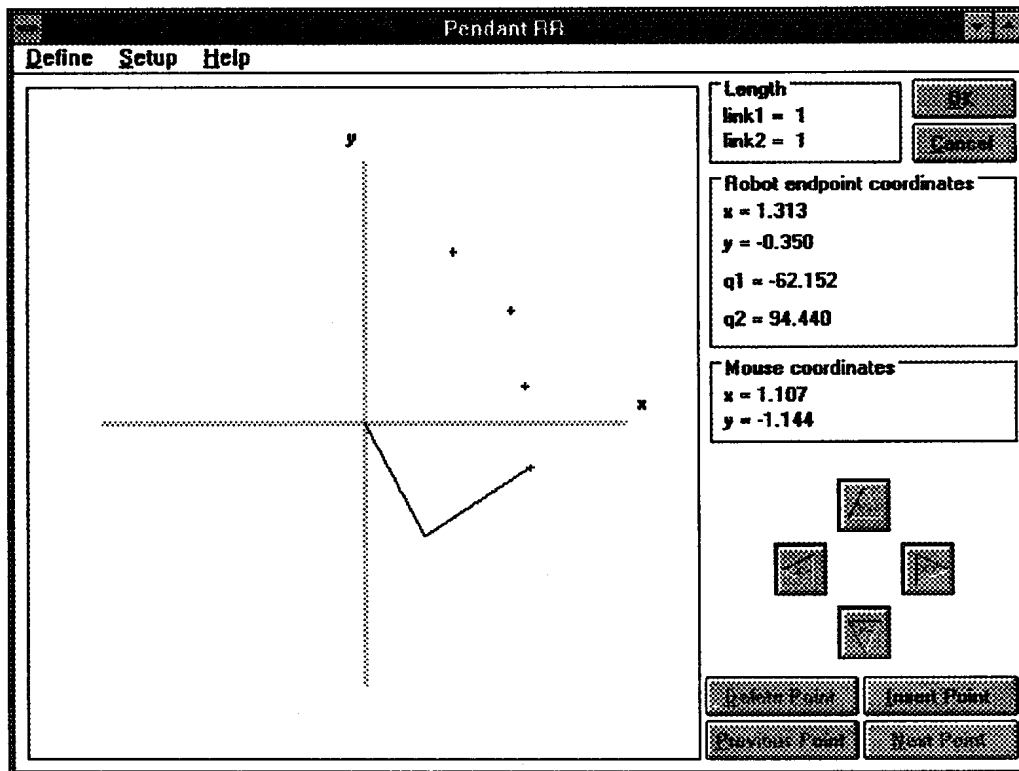 Pendant RR
Define Setup Help
y
x
Length
link1 = 1
link2 = 1
OK
Cancel
Robot endpoint coordinates
x = 1.313
y = -0.350
q1 = -62.152
q2 = 94.440
Mouse coordinates
x = 1.107
y = -1.144
Delete Point
Insert Point
Previous Point
Next Point